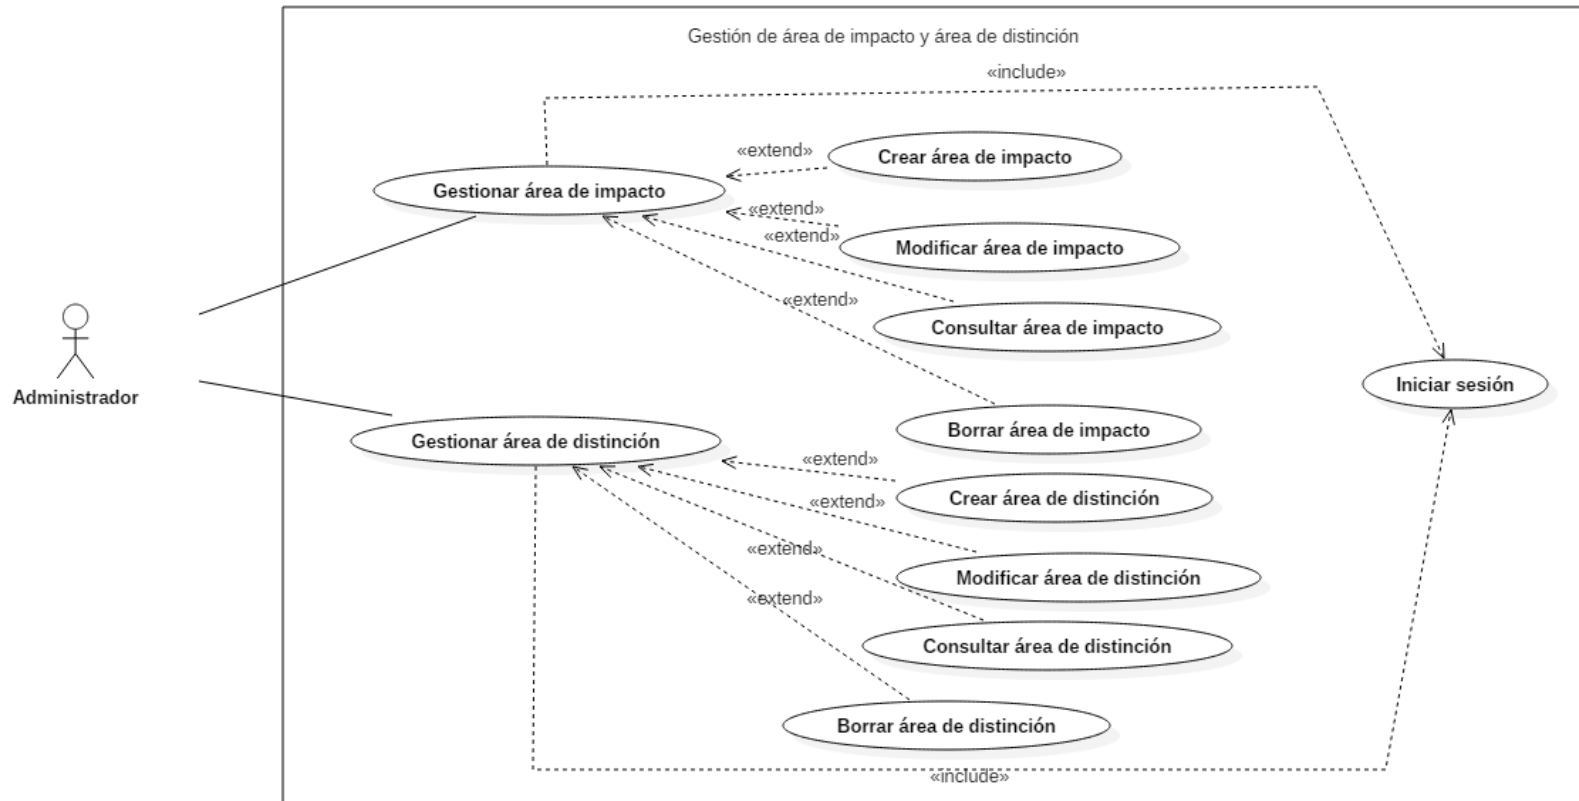 Gestión de área de impacto y área de distinción
«include»
«extend»
Crear área de impacto
Gestionar área de impacto
«extend»
«extend»
Modificar área de impacto
«extend»
Consultar área de impacto
Iniciar sesión
Administrador
Borrar área de impacto
Gestionar área de distinción
«extend»
Crear área de distinción
«extend»
«extend»
Modificar área de distinción
«extend»
Consultar área de distinción
Borrar área de distinción
«include»